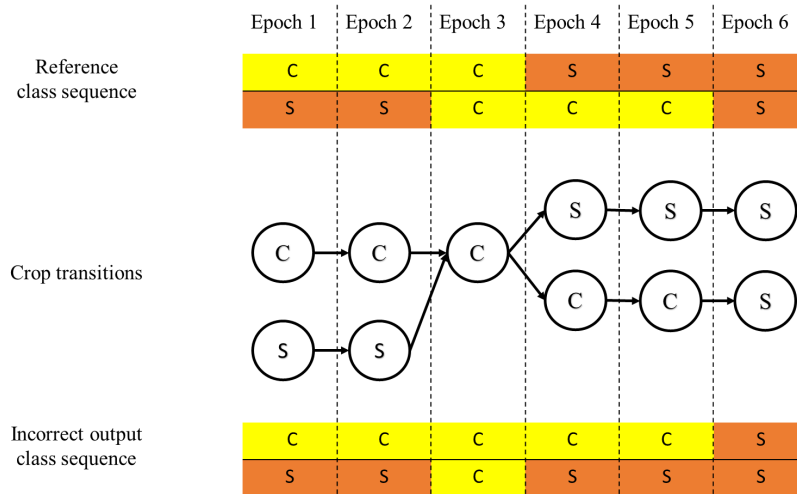 Epoch 1 Epoch 2 Epoch 3 Epoch 4 Epoch 5 Epoch 6
Reference
class sequence
C C C S S S
S S C C C S
Crop transitions
S S S
C C C
C C S
S S
Incorrect output
class sequence
C C C C C S
S S C S S S